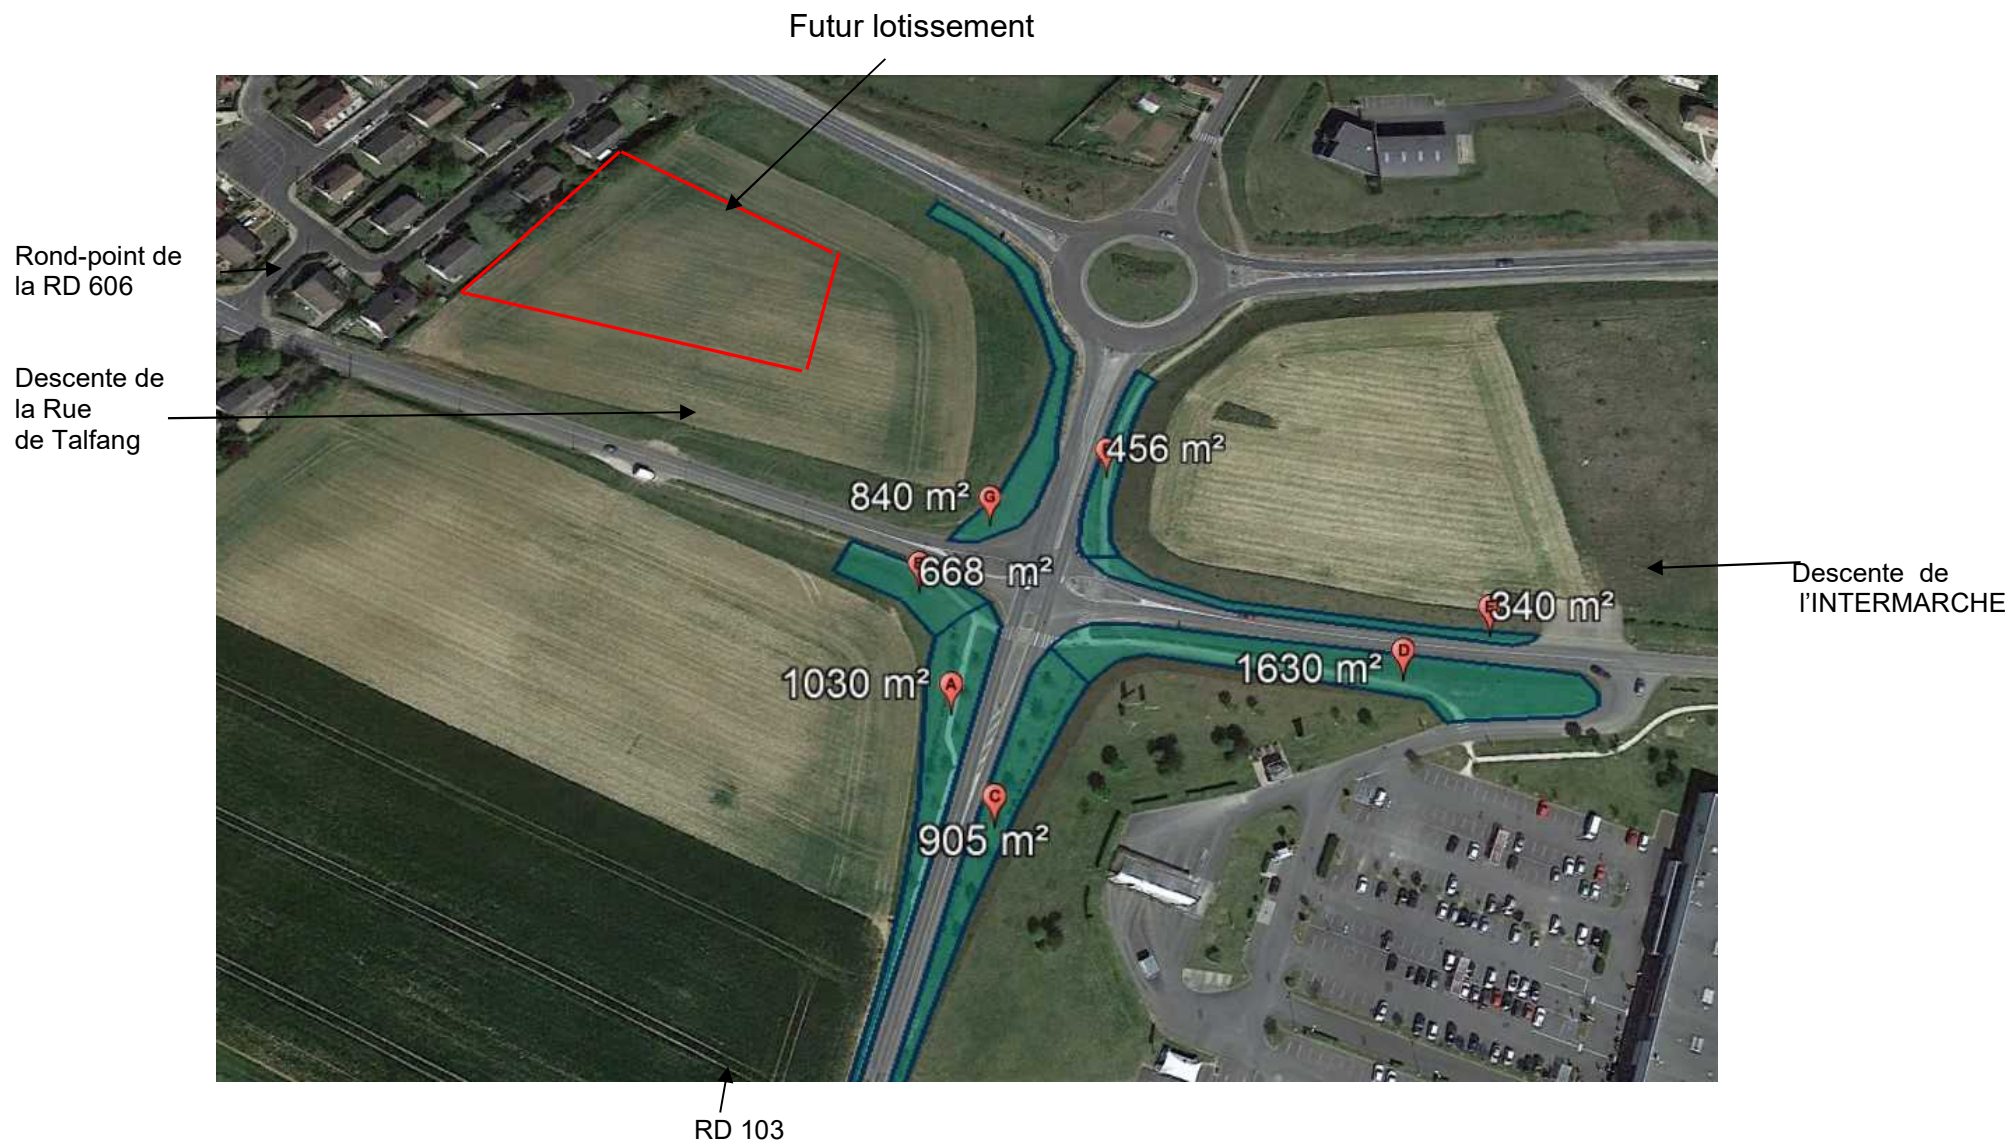 Futur lotissement
Rond-point de
la RD 606
Descente de
la Rue
de Talfang
456 m²
840 m²
G
668 m²
Descente de
l'INTERMARCHE
340 m²
E
D
1630 m²
1030 m²
A
C
905 m²
RD 103